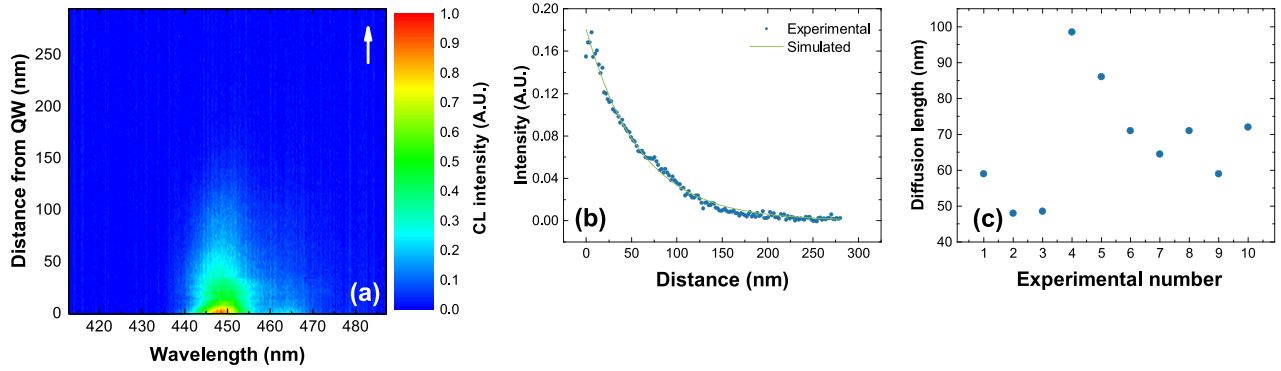 Distance from QW (nm)
250
200
150
100
50
0
420 430 440 450 460 470 480
Wavelength (nm)
(a)
1.0
0.9
0.8
0.7
0.6
0.5
0.4
0.3
0.2
0.1
0.0
CL intensity (A.U.)
Intensity (A.U.)
0.20
0.16
0.12
0.08
0.04
0.00
Experimental
Simulated
(b)
0 50 100 150 200 250 300
Distance (nm)
Diffusion length (nm)
100
90
80
70
60
50
40
(c)
1 2 3 4 5 6 7 8 9 10
Experimental number